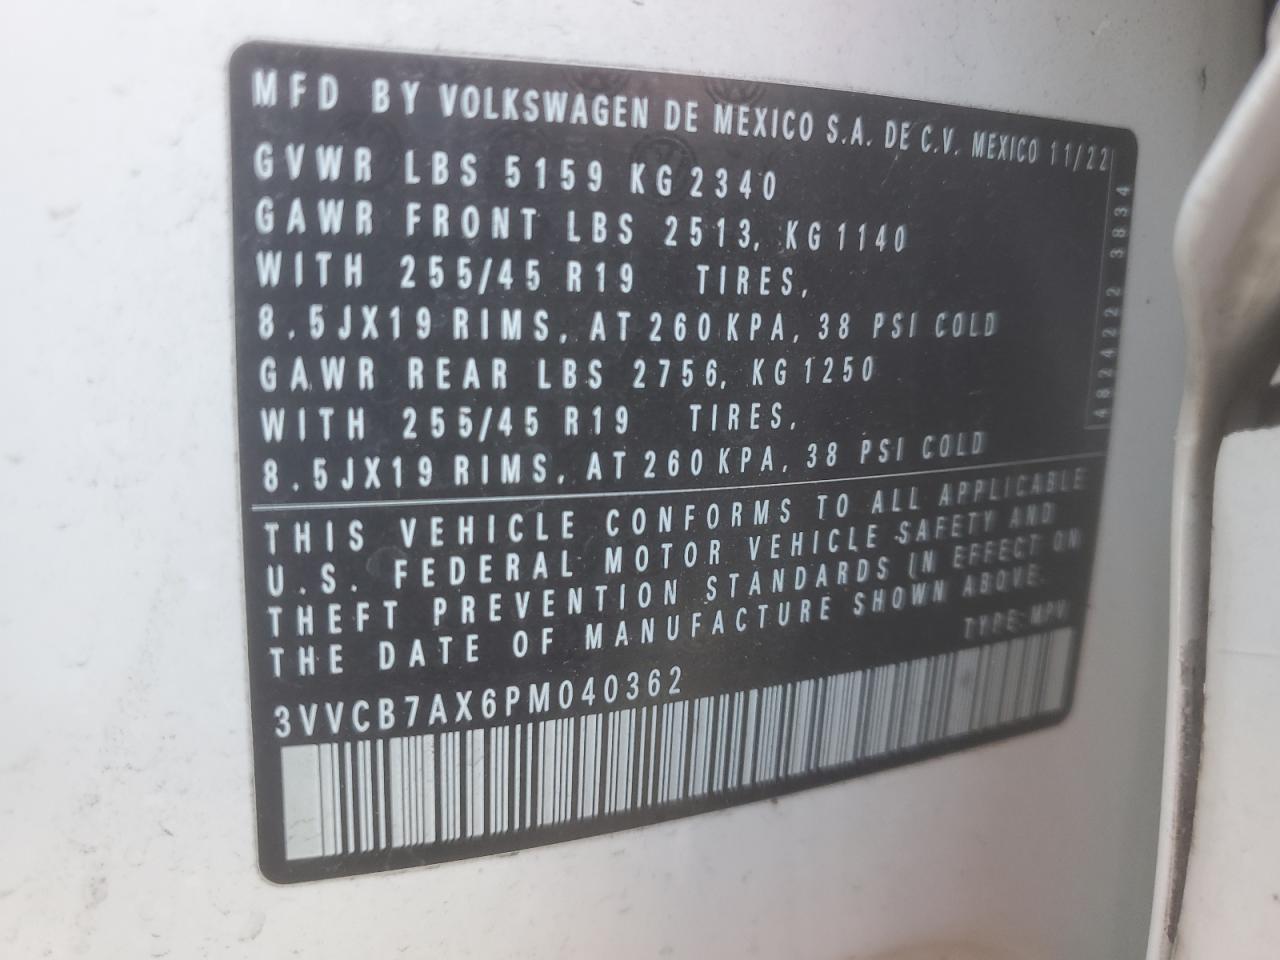 MFD BY VOLKSWAGEN DE MEXICO S.A. DE C.V. MEXICO 11/22
GVWR LBS 5159 KG 2340
GAWR FRONT LBS 2513, KG 1140
WITH 255/45 R19 TIRES,
8.5JX19 RIMS, AT 260 KPA, 38 PSI COLD
GAWR REAR LBS 2756, KG 1250
WITH 255/45 R19 TIRES,
8.5JX19 RIMS, AT 260 KPA, 38 PSI COLD
4824222 3834
THIS VEHICLE CONFORMS TO ALL APPLICABLE
U.S. FEDERAL MOTOR VEHICLE SAFETY AND
THEFT PREVENTION STANDARDS IN EFFECT ON
THE DATE OF MANUFACTURE SHOWN ABOVE.
TYPE: MPV
3VVCB7AX6PM040362